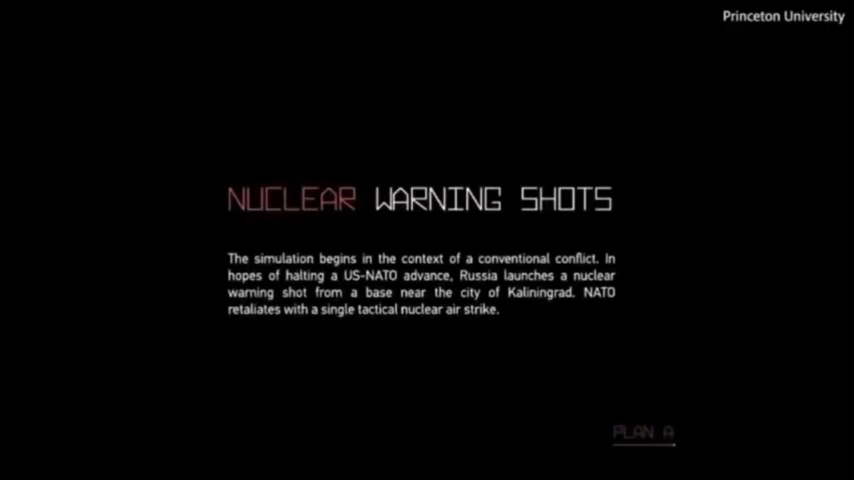 Princeton University
NUCLEAR WARNING SHOTS
The simulation begins in the context of a conventional conflict. In
hopes of halting a US-NATO advance, Russia launches a nuclear
warning shot from a base near the city of Kaliningrad. NATO
retaliates with a single tactical nuclear air strike.
PLAN A